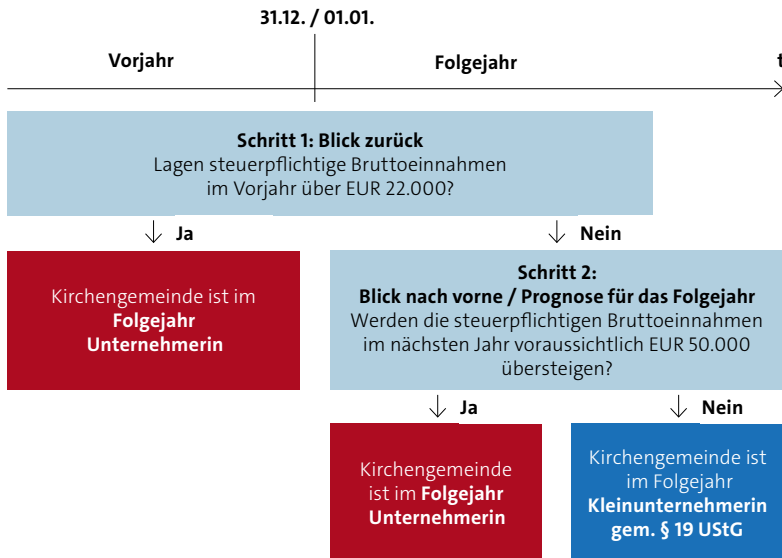 31.12. / 01.01.
Vorjahr
Folgejahr
t
Schritt 1: Blick zurück
Lagen steuerpflichtige Bruttoeinnahmen
im Vorjahr über EUR 22.000?
Ja
Nein
Kirchengemeinde ist im
Folgejahr
Unternehmerin
Schritt 2:
Blick nach vorne / Prognose für das Folgejahr
Werden die steuerpflichtigen Bruttoeinnahmen
im nächsten Jahr voraussichtlich EUR 50.000
übersteigen?
Ja
Nein
Kirchengemeinde
ist im Folgejahr
Unternehmerin
Kirchengemeinde ist
im Folgejahr
Kleinunternehmerin
gem. § 19 UStG